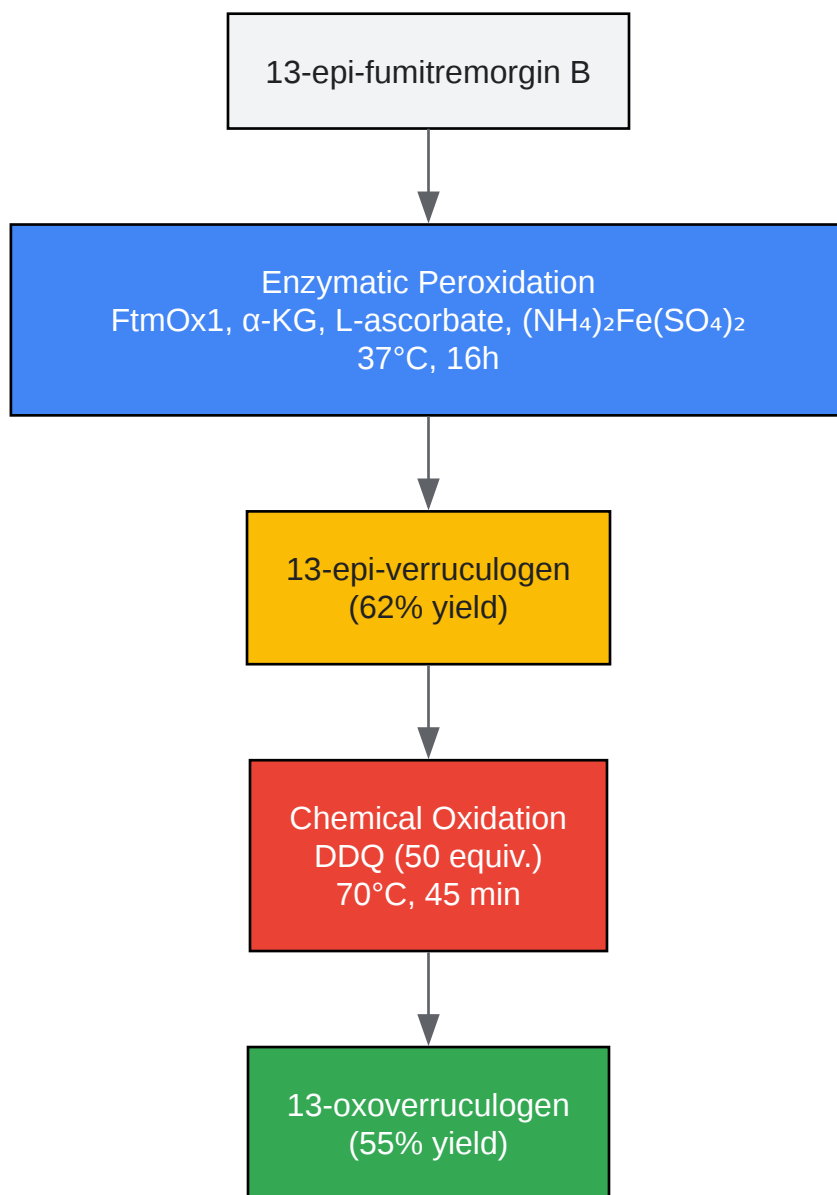 13-epi-fumitremorgin B
Enzymatic Peroxidation
FtmOx1, α-KG, L-ascorbate, (NH₄)₂Fe(SO₄)₂
37°C, 16h
13-epi-verruculogen
(62% yield)
Chemical Oxidation
DDQ (50 equiv.)
70°C, 45 min
13-oxoverruculogen
(55% yield)